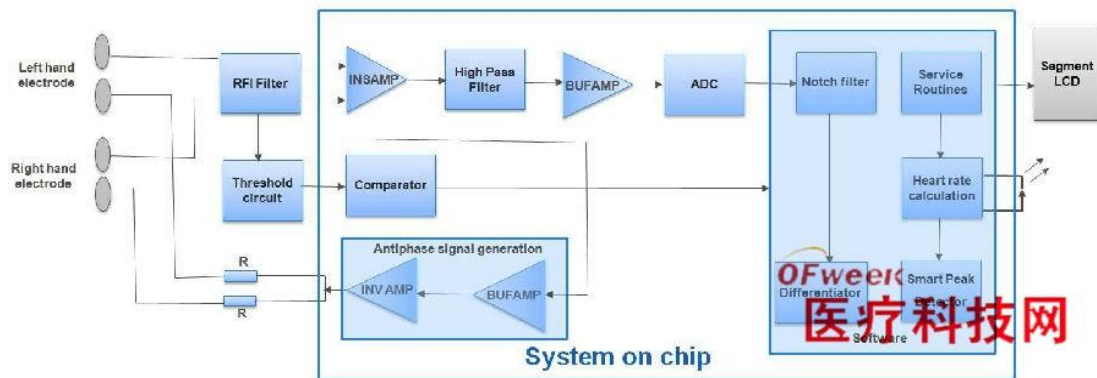 Left hand
electrode
Right hand
electrode
RFI Filter
Threshold
circuit
R
R
INSAMP
High Pass
Filter
BUFAMP
ADC
Comparator
Antiphase signal generation
INV AMP
BUFAMP
System on chip
Notch filter
Service
Routines
Heart rate
calculation
Differentiator
Smart Peak
Detector
Software
Segment
LCD
OFweek
医疗科技网